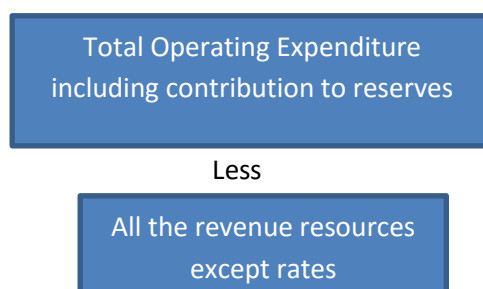 Total Operating Expenditure
including contribution to reserves
Less
All the revenue resources
except rates